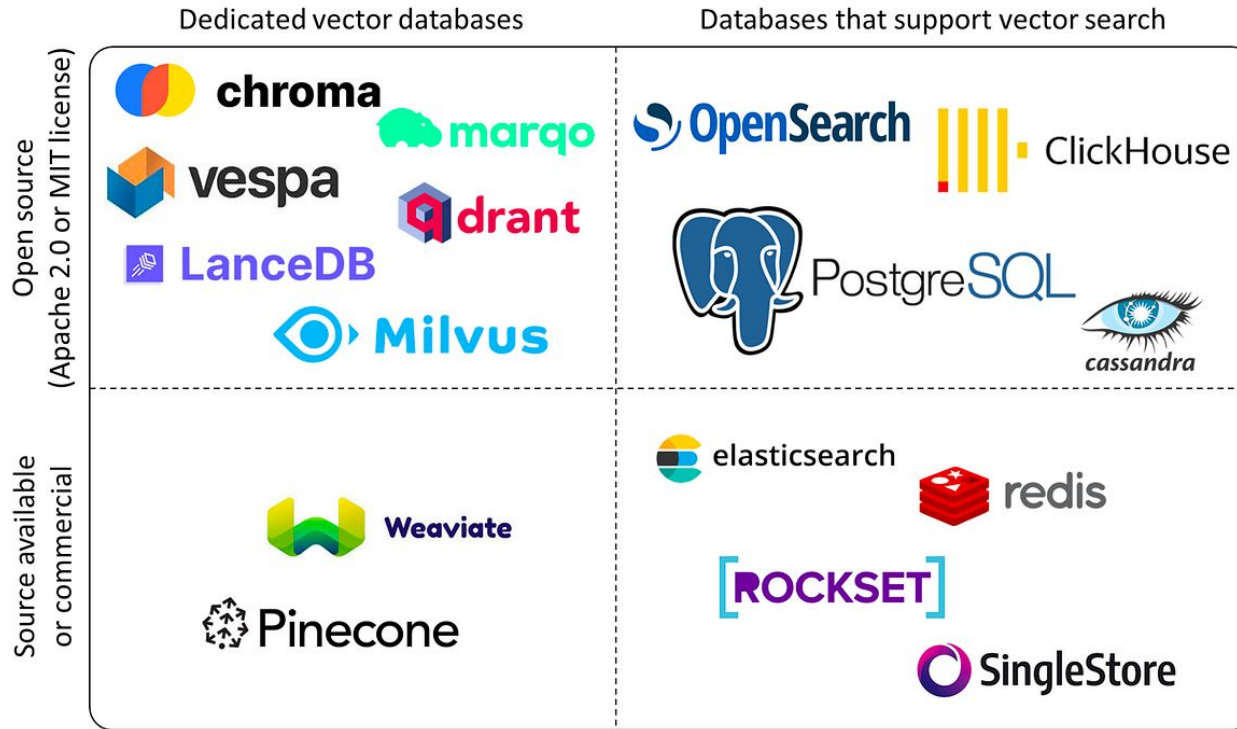 Dedicated vector databases
Databases that support vector search
Open source
(Apache 2.0 or MIT license)
chroma
marqo
vespa
qdrant
LanceDB
Milvus
OpenSearch
ClickHouse
PostgreSQL
cassandra
Source available
or commercial
Weaviate
Pinecone
elasticsearch
redis
[ROCKSET]
SingleStore